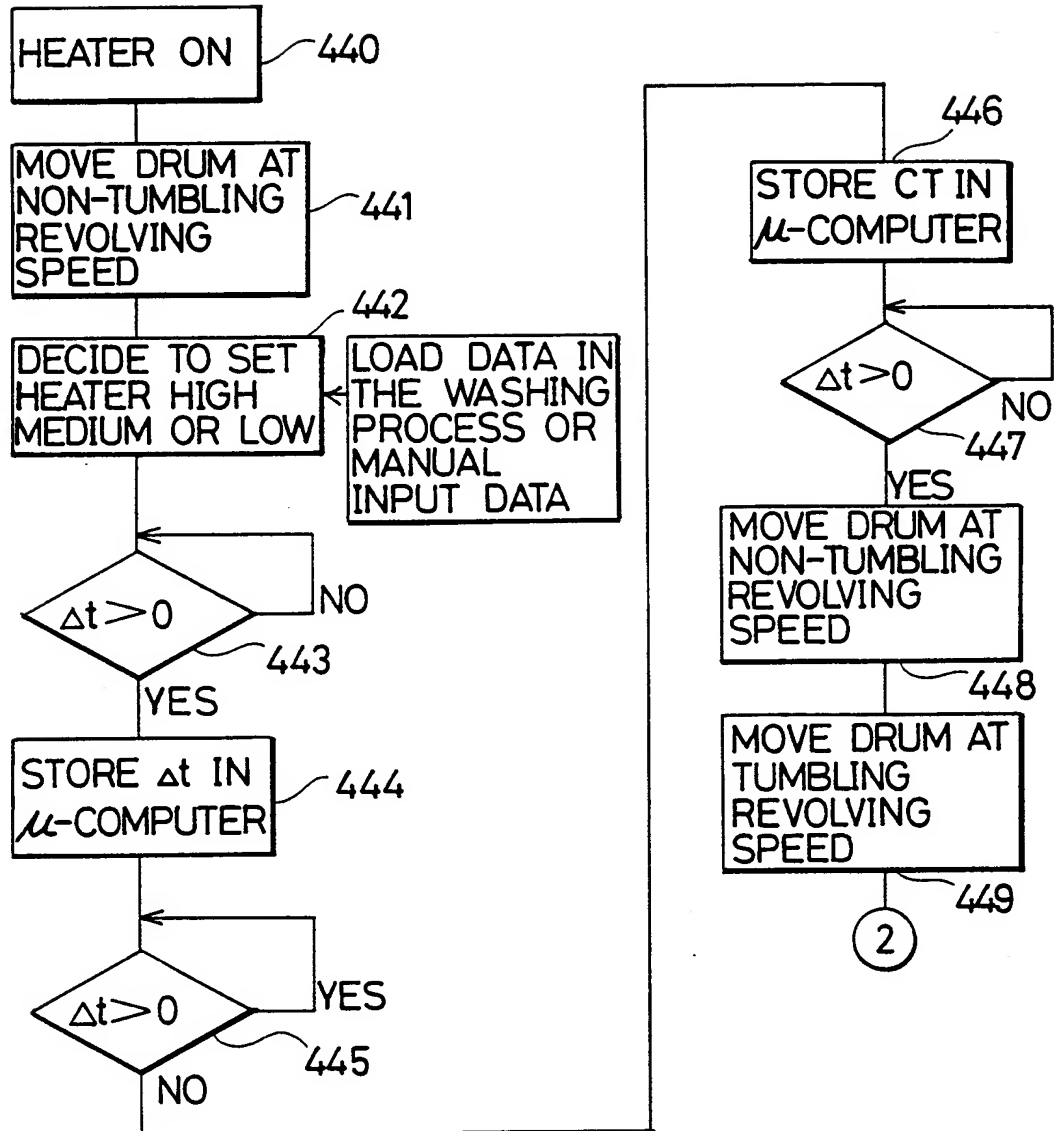 HEATER ON
440
MOVE DRUM AT
NON-TUMBLING
REVOLVING
SPEED
441
442
DECIDE TO SET
HEATER HIGH
MEDIUM OR LOW
LOAD DATA IN
THE WASHING
PROCESS OR
MANUAL
INPUT DATA
Δt>0
NO
443
YES
STORE Δt IN
μ-COMPUTER
444
Δt>0
YES
445
NO
446
STORE CT IN
μ-COMPUTER
Δt>0
NO
447
YES
MOVE DRUM AT
NON-TUMBLING
REVOLVING
SPEED
448
MOVE DRUM AT
TUMBLING
REVOLVING
SPEED
449
2